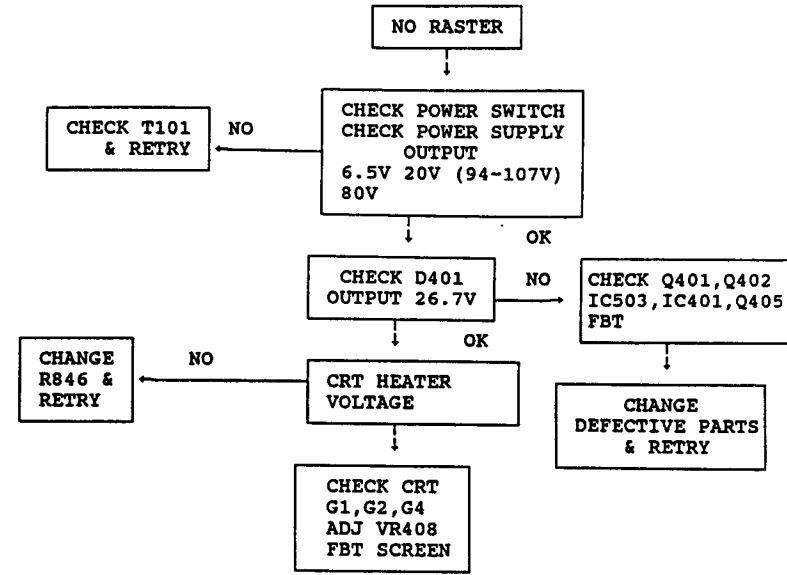 NO RASTER
CHECK POWER SWITCH
CHECK POWER SUPPLY
OUTPUT
6.5V 20V (94~107V)
80V
NO
CHECK T101
& RETRY
OK
CHECK D401
OUTPUT 26.7V
NO
CHECK Q401,Q402
IC503,IC401,Q405
FBT
CHANGE
DEFECTIVE PARTS
& RETRY
OK
CRT HEATER
VOLTAGE
NO
CHANGE
R846 &
RETRY
CHECK CRT
G1,G2,G4
ADJ VR408
FBT SCREEN